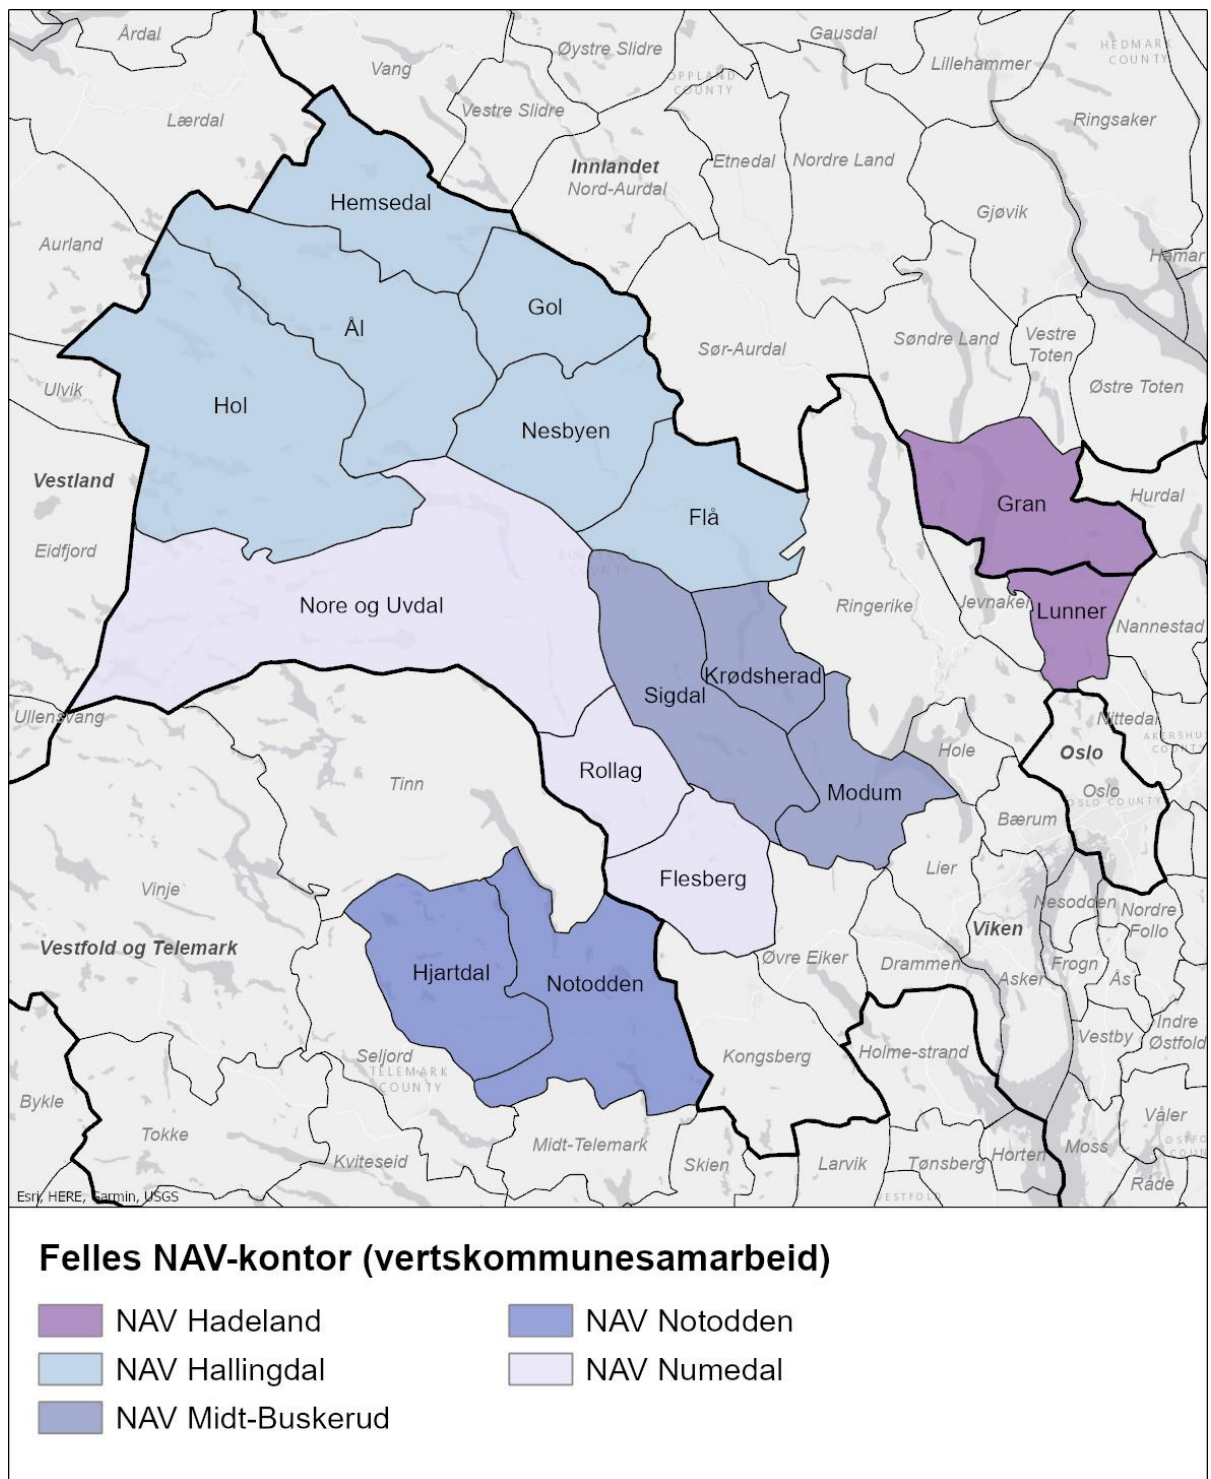 Årdal
Vang
Øystre Slidre
Gausdal
HEDMARK
COUNTY
OPPLAND
COUNTY
Lillehammer
Lærdal
Vestre Slidre
Ringsaker
Innlandet
Nord-Aurdal
Etnedal
Nordre Land
Hemsedal
Gjøvik
Aurland
Hamar
Gol
Ål
Sør-Aurdal
Søndre Land
Vestre
Toten
Ulvik
Østre Toten
Hol
Nesbyen
Vestland
Gran
Hurdal
Flå
Eidfjord
COUNTY
Nore og Uvdal
Ringerike
Jevnaker
Lunner
Nannestad
Krødsherad
Sigdal
Ullensvang
Nittedal
AKERSHUS
COUNTY
Hole
Oslo
Rollag
Tinn
Modum
Oslo
OSLO COUNTY
Bærum
Lier
Flesberg
Vinje
Nesodden
Nordre
Follo
Viken
Vestfold og Telemark
Øvre Eiker
Drammen
Frogn
Hjartdal
Notodden
Asker
Ås
Indre
Østfold
Vestby
Seljord
TELEMARK
COUNTY
Kongsberg
Holme-strand
Bykle
Våler
Tokke
Midt-Telemark
Moss
Kviteseid
Skien
Larvik
Tønsberg
Horten
Råde
VESTFOLD
Esri, HERE, Garmin, USGS
Felles NAV-kontor (vertskommunesamarbeid)
NAV Hadeland
NAV Hallingdal
NAV Midt-Buskerud
NAV Notodden
NAV Numedal